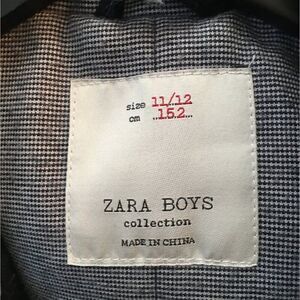 size 11/12
cm ..152...
ZARA BOYS
collection
MADE IN CHINA